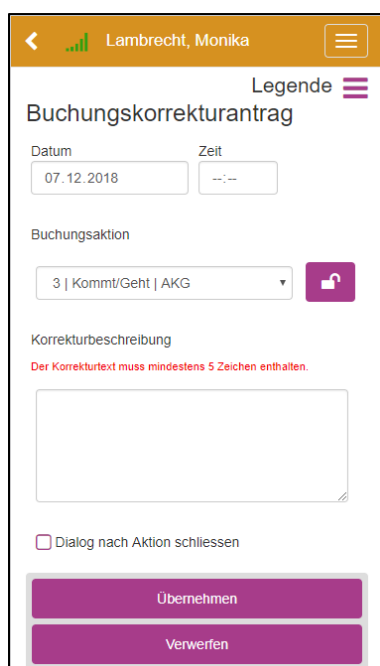 Lambrecht, Monika
Legende
Buchungskorrekturantrag
Datum Zeit
07.12.2018 --:--
Buchungsaktion
3 | Kommt/Geht | AKG
Korrekturbeschreibung
Der Korrekturtext muss mindestens 5 Zeichen enthalten.
Dialog nach Aktion schliessen
Übernehmen
Verwerfen